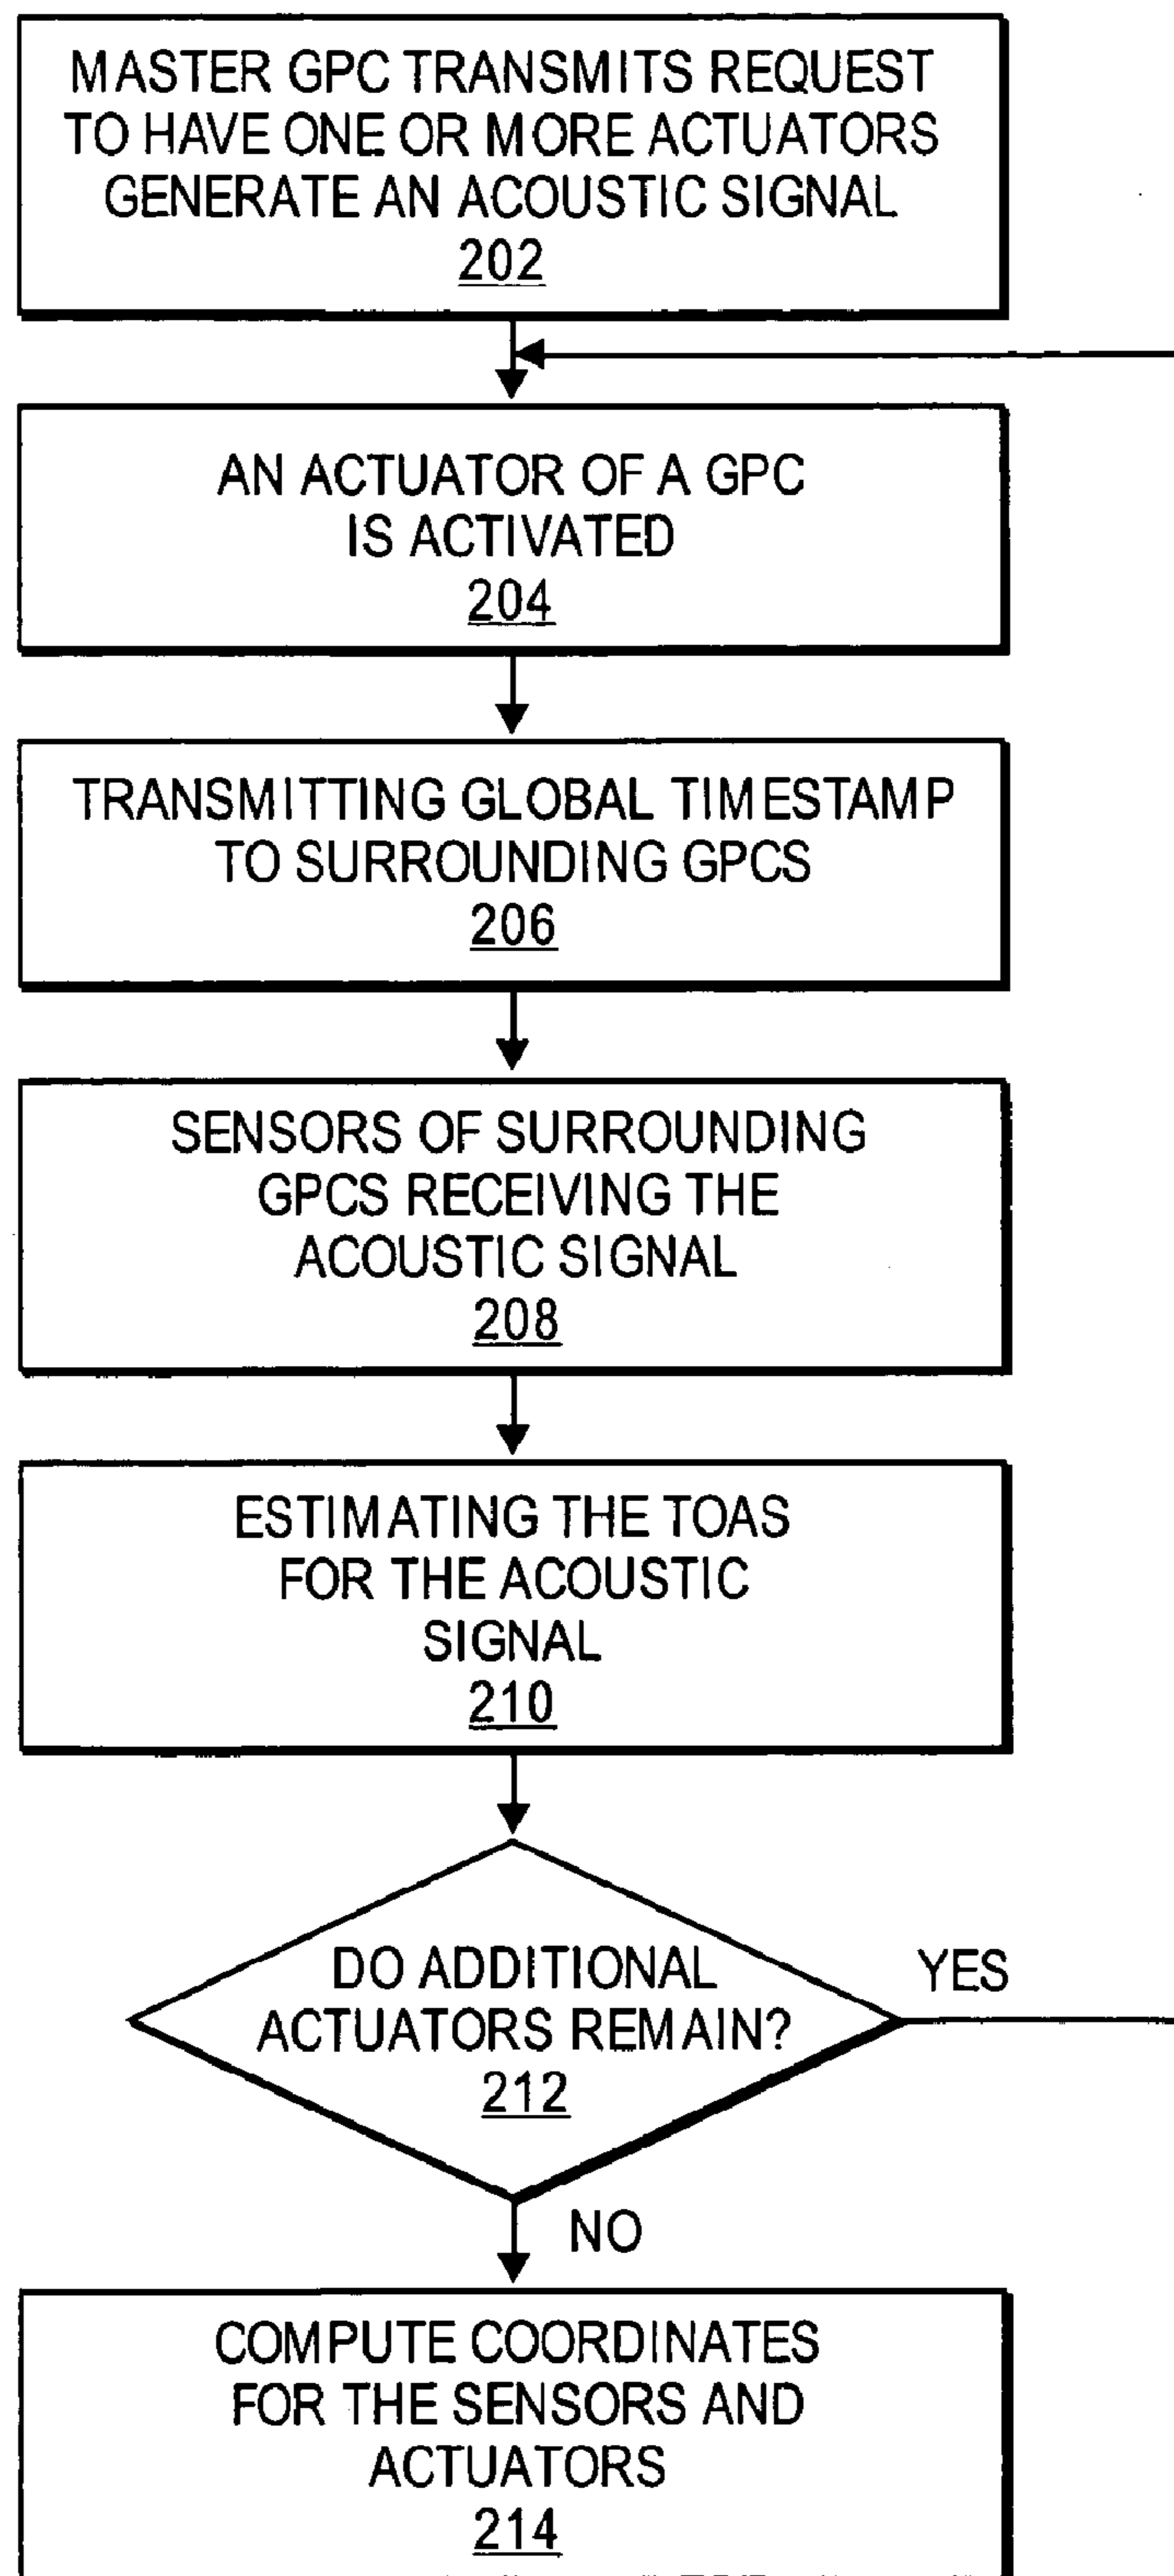 MASTER GPC TRANSMITS REQUEST
TO HAVE ONE OR MORE ACTUATORS
GENERATE AN ACOUSTIC SIGNAL
202
AN ACTUATOR OF A GPC
IS ACTIVATED
204
TRANSMITTING GLOBAL TIMESTAMP
TO SURROUNDING GPCS
206
SENSORS OF SURROUNDING
GPCS RECEIVING THE
ACOUSTIC SIGNAL
208
ESTIMATING THE TOAS
FOR THE ACOUSTIC
SIGNAL
210
DO ADDITIONAL
ACTUATORS REMAIN?
212
YES
NO
COMPUTE COORDINATES
FOR THE SENSORS AND
ACTUATORS
214